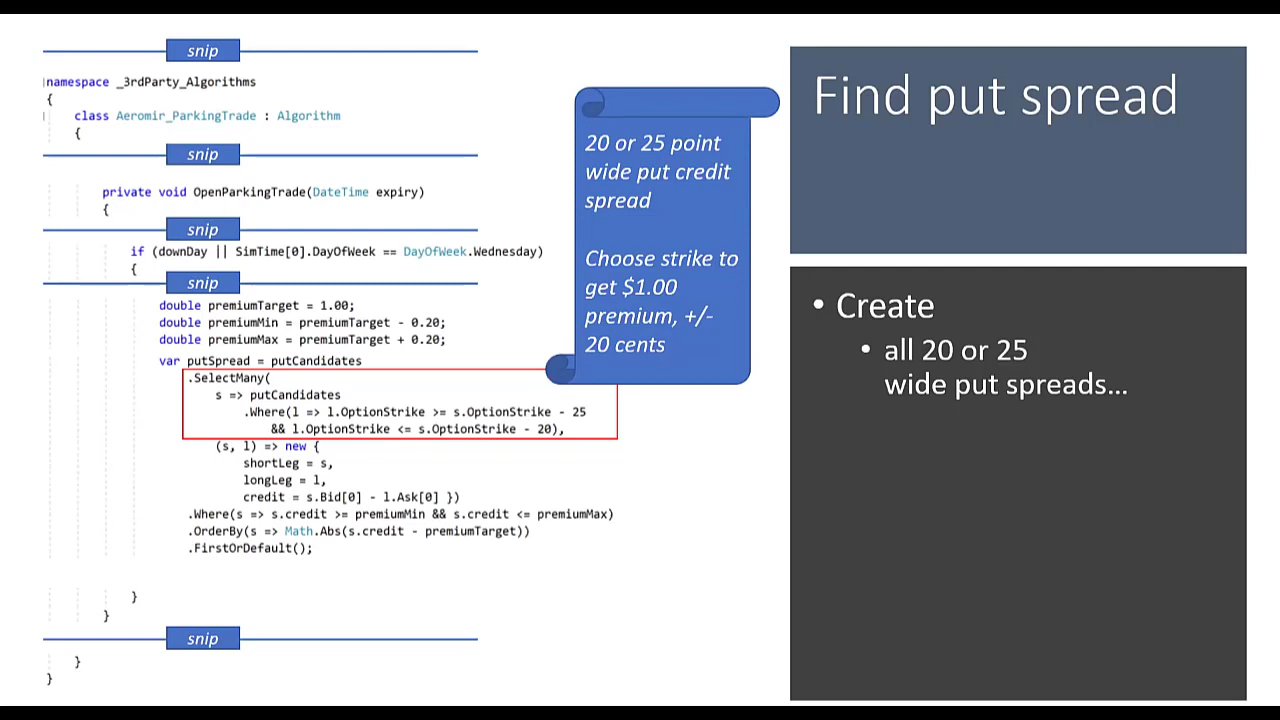 snip
namespace _3rdParty_Algorithms
{
class Aeromir_ParkingTrade : Algorithm
{
snip
private void OpenParkingTrade(DateTime expiry)
{
snip
if (downDay || SimTime[0].DayOfWeek == DayOfWeek.Wednesday)
{
snip
double premiumTarget = 1.00;
double premiumMin = premiumTarget - 0.20;
double premiumMax = premiumTarget + 0.20;
var putSpread = putCandidates
.SelectMany(
s => putCandidates
.Where(l => l.OptionStrike >= s.OptionStrike - 25
&& l.OptionStrike <= s.OptionStrike - 20),
(s, l) => new {
shortLeg = s,
longLeg = l,
credit = s.Bid[0] - l.Ask[0] })
.Where(s => s.credit >= premiumMin && s.credit <= premiumMax)
.OrderBy(s => Math.Abs(s.credit - premiumTarget))
.FirstOrDefault();
}
}
snip
}
}
20 or 25 point
wide put credit
spread
Choose strike to
get $1.00
premium, +/-
20 cents
Find put spread
• Create
• all 20 or 25
wide put spreads...